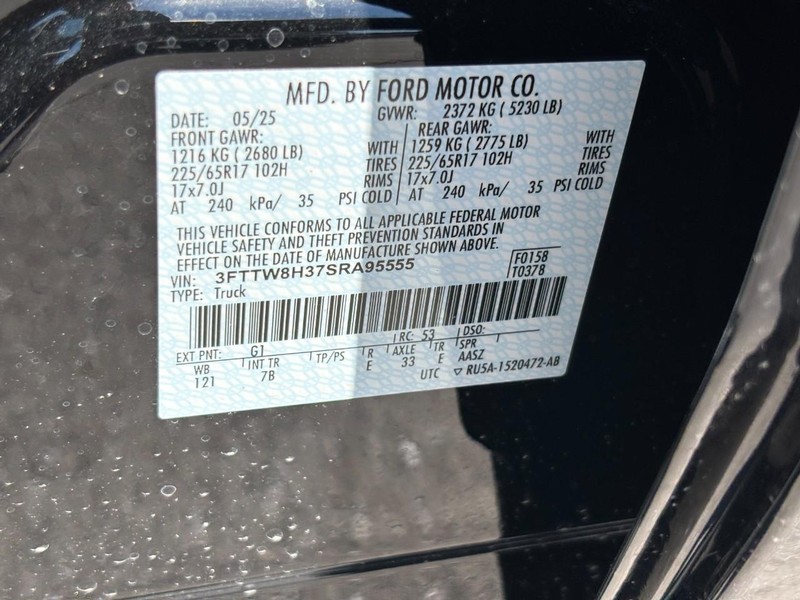 MFD. BY FORD MOTOR CO.
DATE: 05/25 GVWR: 2372 KG ( 5230 LB)
FRONT GAWR: REAR GAWR:
1216 KG ( 2680 LB) WITH 1259 KG ( 2775 LB) WITH
225/65R17 102H TIRES 225/65R17 102H TIRES
17x7.0J RIMS 17x7.0J RIMS
AT 240 kPa/ 35 PSI COLD AT 240 kPa/ 35 PSI COLD
THIS VEHICLE CONFORMS TO ALL APPLICABLE FEDERAL MOTOR
VEHICLE SAFETY AND THEFT PREVENTION STANDARDS IN
EFFECT ON THE DATE OF MANUFACTURE SHOWN ABOVE.
VIN: 3FTTW8H37SRA95555 F0158
TYPE: Truck T0378
EXT PNT: G1 RC: 53 DSO:
WB INT TR TP/PS R AXLE TR SPR
121 7B E 33 E AASZ
UTC ▽ RU5A-1520472-AB